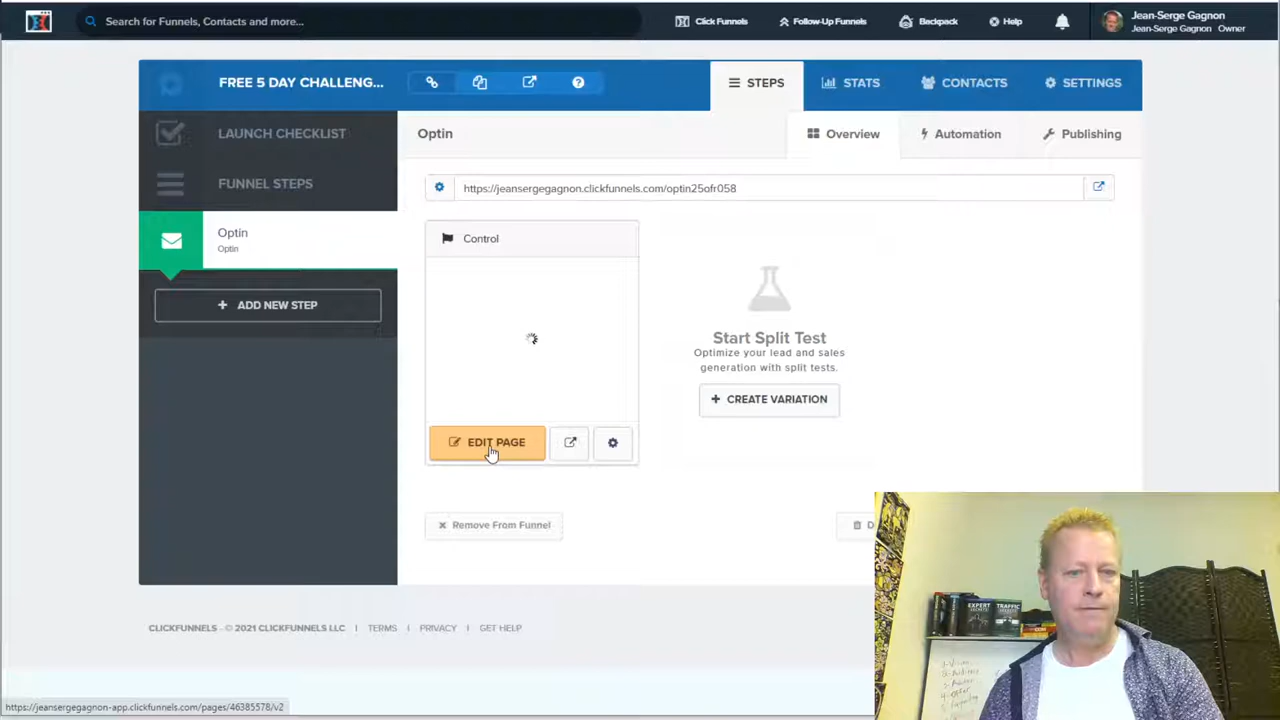 Search for Funnels, Contacts and more...
Click Funnels
Follow-Up Funnels
Backpack
Help
Jean-Serge Gagnon
Jean-Serge Gagnon Owner
FREE 5 DAY CHALLENG...
STEPS
STATS
CONTACTS
SETTINGS
LAUNCH CHECKLIST
Optin
Overview
Automation
Publishing
FUNNEL STEPS
https://jeansergegagnon.clickfunnels.com/optin25ofr058
Optin
Optin
Control
ADD NEW STEP
Start Split Test
Optimize your lead and sales
generation with split tests.
CREATE VARIATION
EDIT PAGE
Remove From Funnel
D
EXPERT
SECRETS
TRAFFIC
CLICKFUNNELS - © 2021 CLICKFUNNELS LLC | TERMS | PRIVACY | GET HELP
https://jeansergegagnon-app.clickfunnels.com/pages/46385578/v2